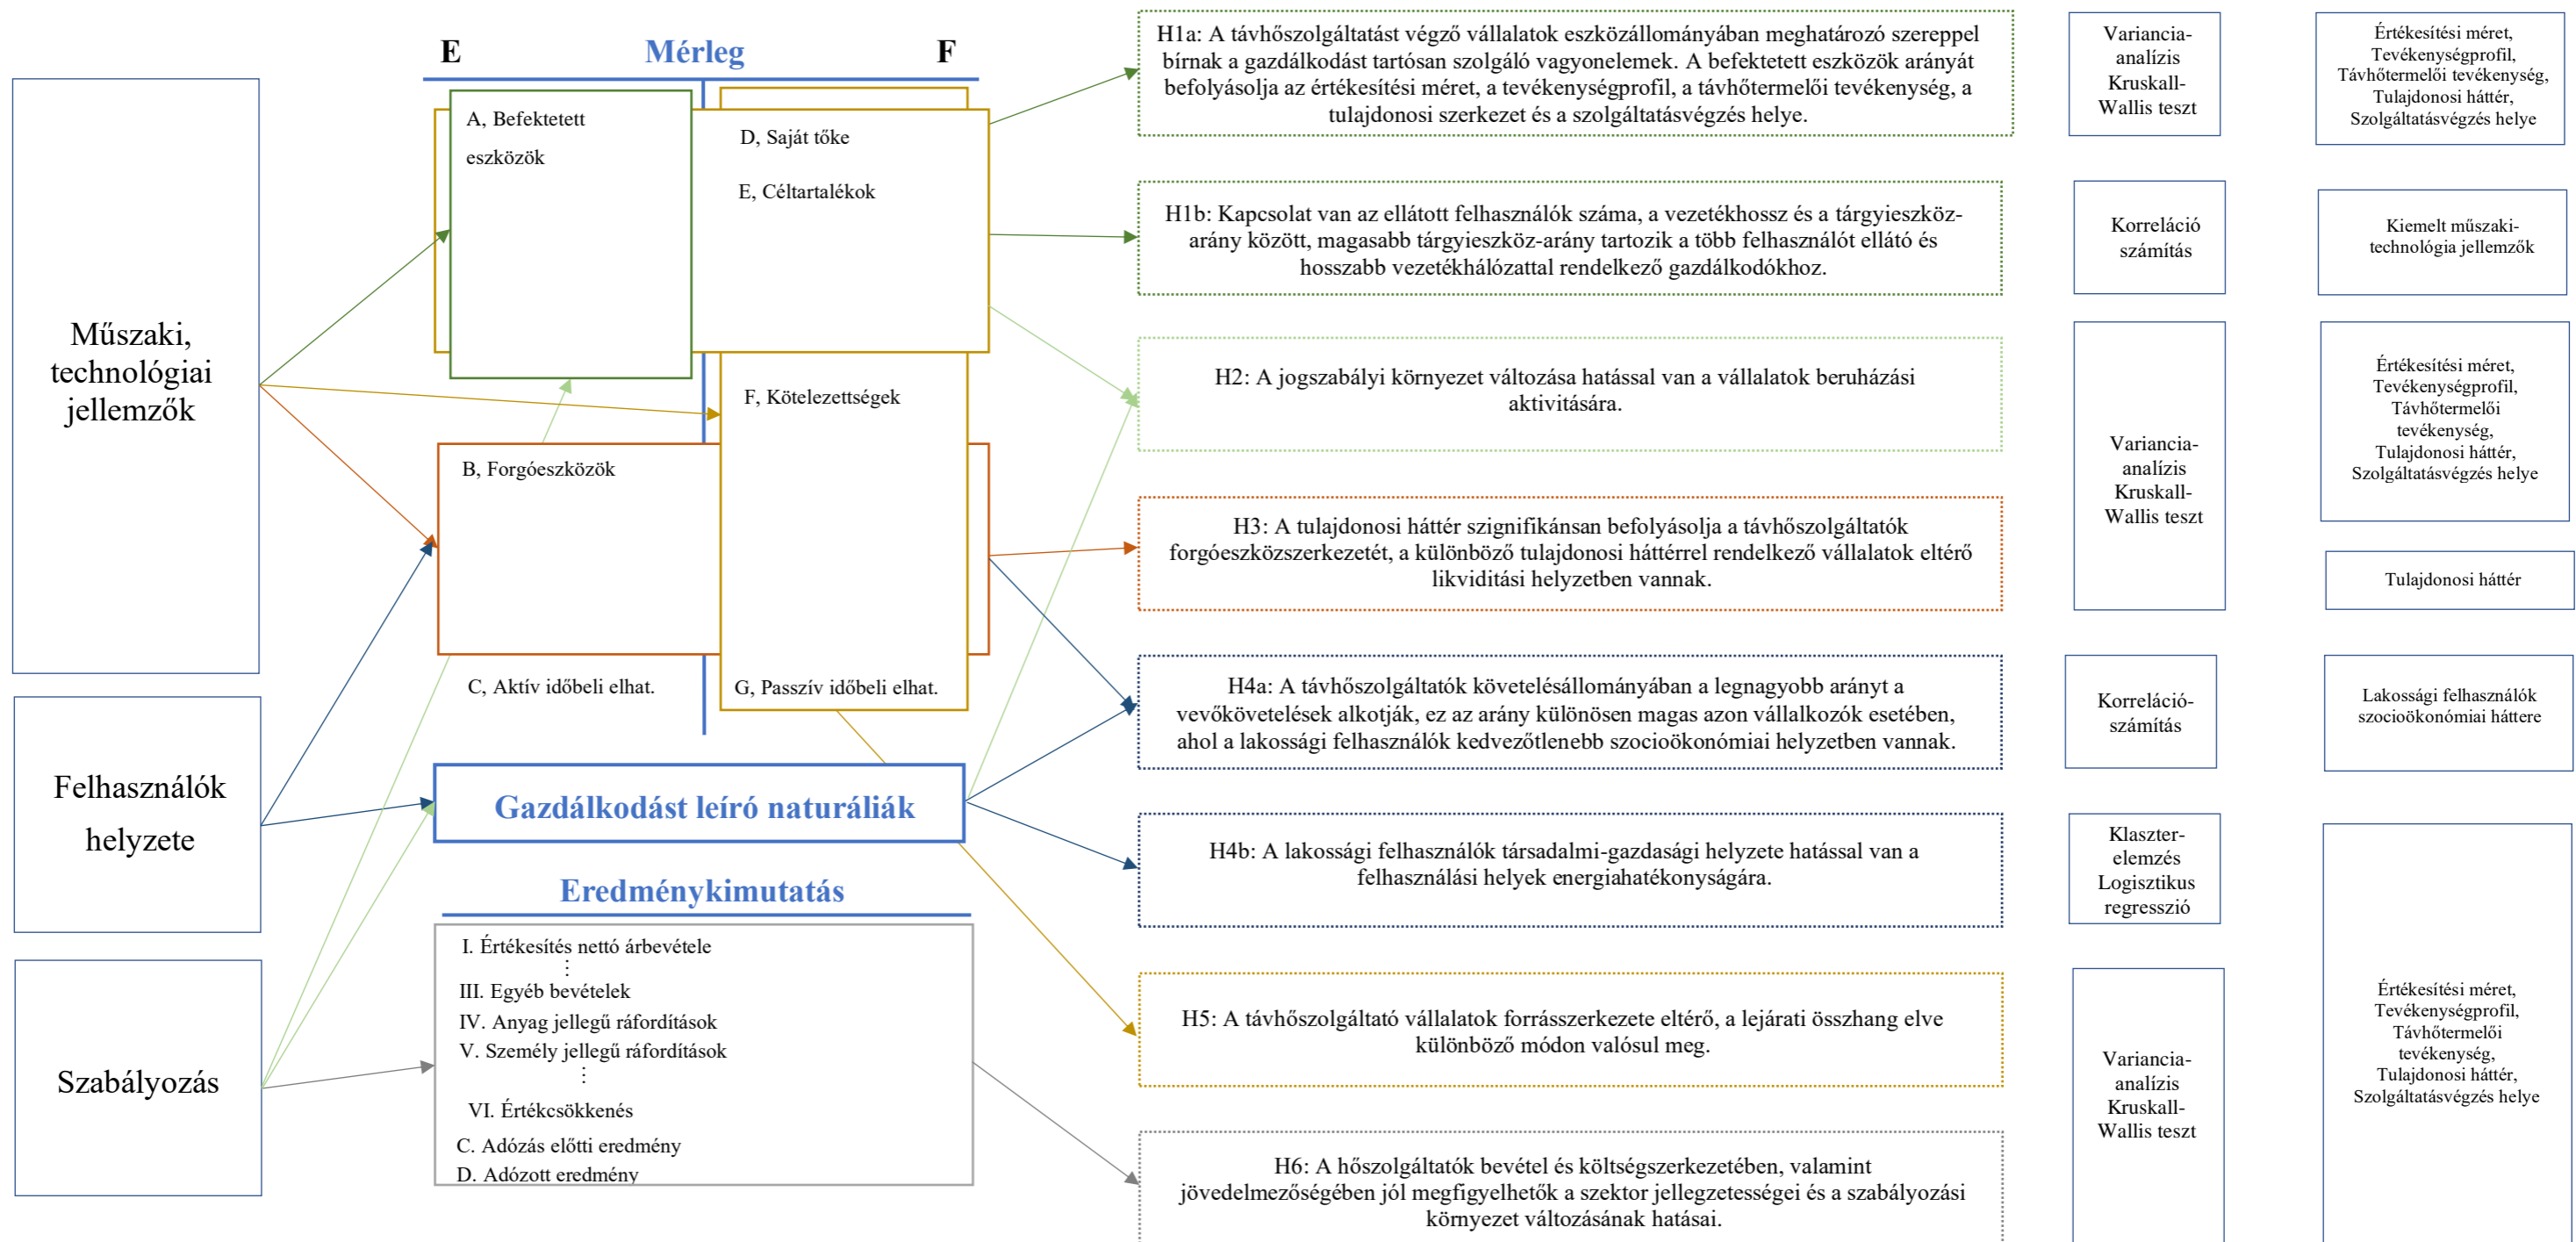 Műszaki,
technológiai
jellemzők
Felhasználók
helyzete
Szabályozás
E
Mérleg
F
A, Befektetett
eszközök
D, Saját tőke
E, Céltartalékok
F, Kötelezettségek
B, Forgóeszközök
C, Aktív időbeli elhat.
G, Passzív időbeli elhat.
Gazdálkodást leíró naturáliák
Eredménykimutatás
I. Értékesítés nettó árbevétele
⋮
III. Egyéb bevételek
IV. Anyag jellegű ráfordítások
V. Személy jellegű ráfordítások
⋮
VI. Értékcsökkenés
C. Adózás előtti eredmény
D. Adózott eredmény
H1a: A távhőszolgáltatást végző vállalatok eszközállományában meghatározó szereppel
bírnak a gazdálkodást tartósan szolgáló vagyonelemek. A befektetett eszközök arányát
befolyásolja az értékesítési méret, a tevékenységprofil, a távhőtermelői tevékenység, a
tulajdonosi szerkezet és a szolgáltatásvégzés helye.
H1b: Kapcsolat van az ellátott felhasználók száma, a vezetékhossz és a tárgyieszköz-
arány között, magasabb tárgyieszköz-arány tartozik a több felhasználót ellátó és
hosszabb vezetékhálózattal rendelkező gazdálkodókhoz.
H2: A jogszabályi környezet változása hatással van a vállalatok beruházási
aktivitására.
H3: A tulajdonosi háttér szignifikánsan befolyásolja a távhőszolgáltatók
forgóeszközszerkezetét, a különböző tulajdonosi háttérrel rendelkező vállalatok eltérő
likviditási helyzetben vannak.
H4a: A távhőszolgáltatók követelésállományában a legnagyobb arányt a
vevőkövetelések alkotják, ez az arány különösen magas azon vállalkozók esetében,
ahol a lakossági felhasználók kedvezőtlenebb szocioökonómiai helyzetben vannak.
H4b: A lakossági felhasználók társadalmi-gazdasági helyzete hatással van a
felhasználási helyek energiahatékonyságára.
H5: A távhőszolgáltató vállalatok forrásszerkezete eltérő, a lejárati összhang elve
különböző módon valósul meg.
H6: A hőszolgáltatók bevétel és költségszerkezetében, valamint
jövedelmezőségében jól megfigyelhetők a szektor jellegzetességei és a szabályozási
környezet változásának hatásai.
Variancia-
analízis
Kruskall-
Wallis teszt
Korreláció
számítás
Variancia-
analízis
Kruskall-
Wallis teszt
Korreláció-
számítás
Klaszter-
elemzés
Logisztikus
regresszió
Variancia-
analízis
Kruskall-
Wallis teszt
Értékesítési méret,
Tevékenységprofil,
Távhőtermelői tevékenység,
Tulajdonosi háttér,
Szolgáltatásvégzés helye
Kiemelt műszaki-
technológia jellemzők
Értékesítési méret,
Tevékenységprofil,
Távhőtermelői
tevékenység,
Tulajdonosi háttér,
Szolgáltatásvégzés helye
Tulajdonosi háttér
Lakossági felhasználók
szocioökonómiai háttere
Értékesítési méret,
Tevékenységprofil,
Távhőtermelői
tevékenység,
Tulajdonosi háttér,
Szolgáltatásvégzés helye